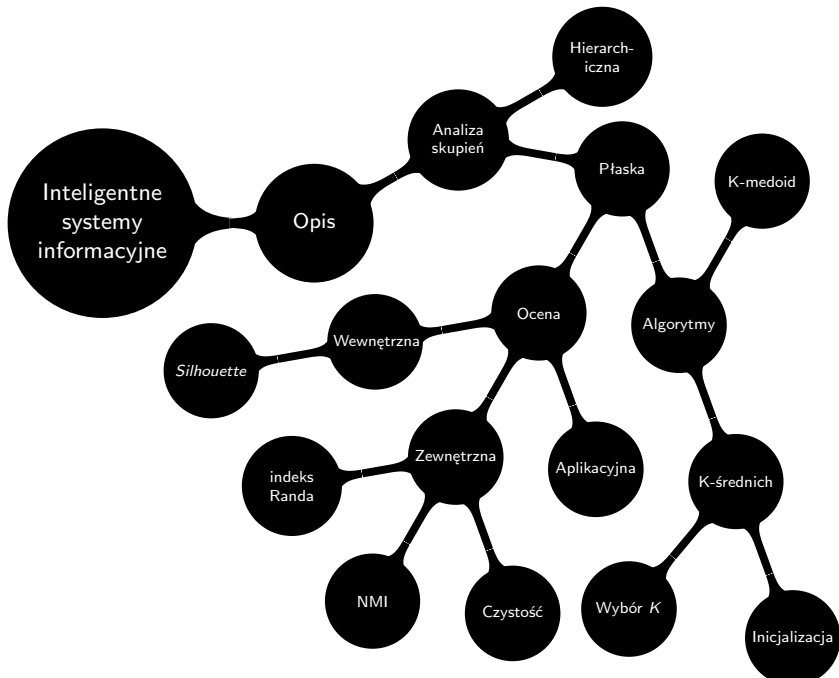 Hierarch-
iczna
Analiza
skupień
Płaska
K-medoid
Inteligentne
systemy
informacyjne
Opis
Ocena
Algorytmy
Wewnętrzna
Silhouette
Zewnętrzna
Aplikacyjna
K-średnich
indeks
Randa
NMI
Czystość
Wybór K
Inicjalizacja